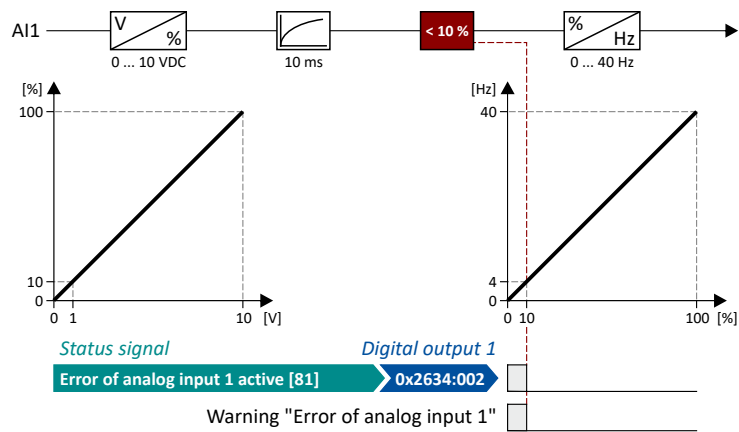 AI1
V
%
< 10 %
%
Hz
0 ... 10 VDC
10 ms
0 ... 40 Hz
[%]
100
10
0
0 1 10 [V]
[Hz]
40
4
0
0 10 100 [%]
Status signal
Digital output 1
Error of analog input 1 active [81]
0x2634:002
Warning "Error of analog input 1"